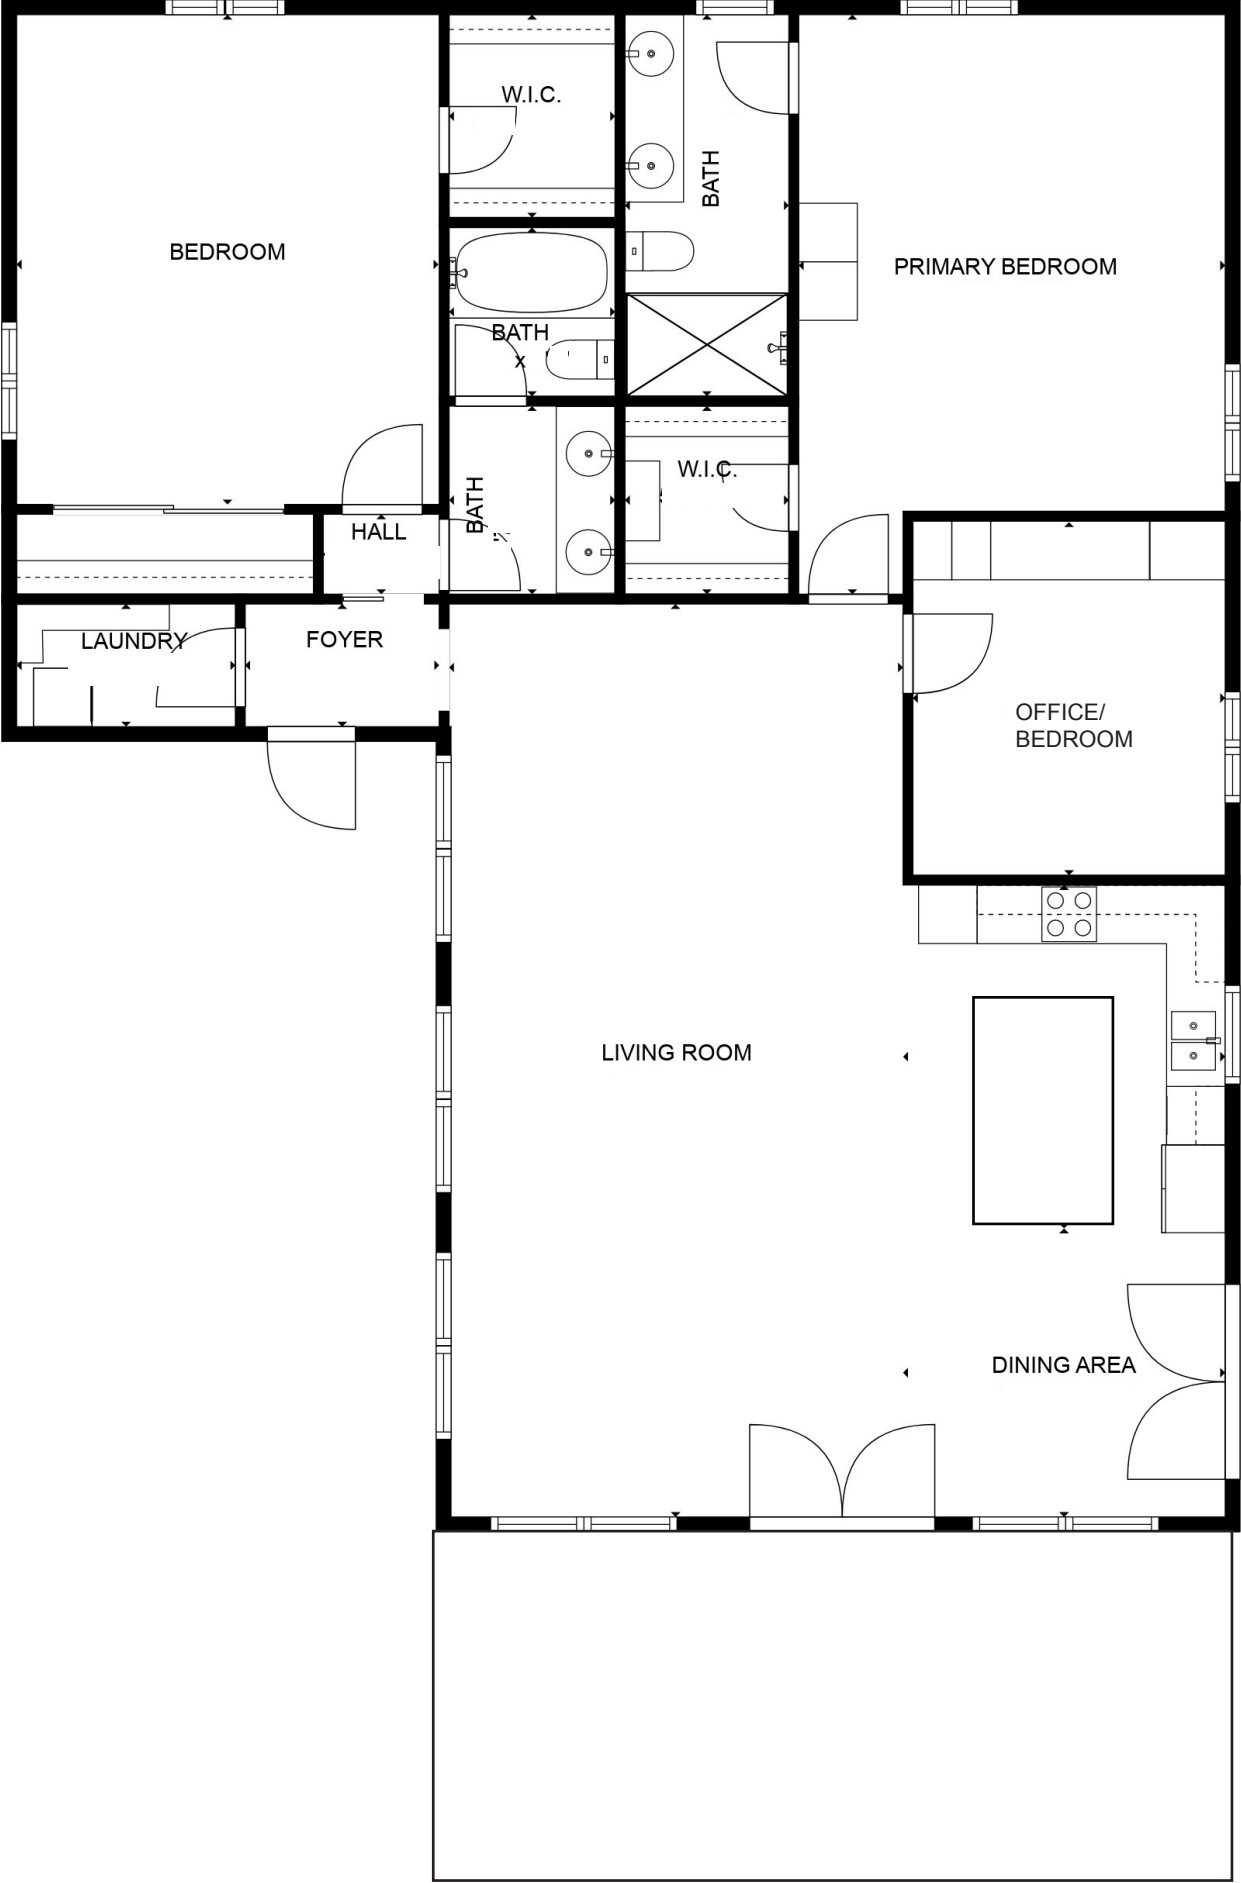 W.I.C.
BATH
BEDROOM
PRIMARY BEDROOM
BATH
x
W.I.C.
BATH
HALL
LAUNDRY
FOYER
OFFICE/
BEDROOM
LIVING ROOM
DINING AREA